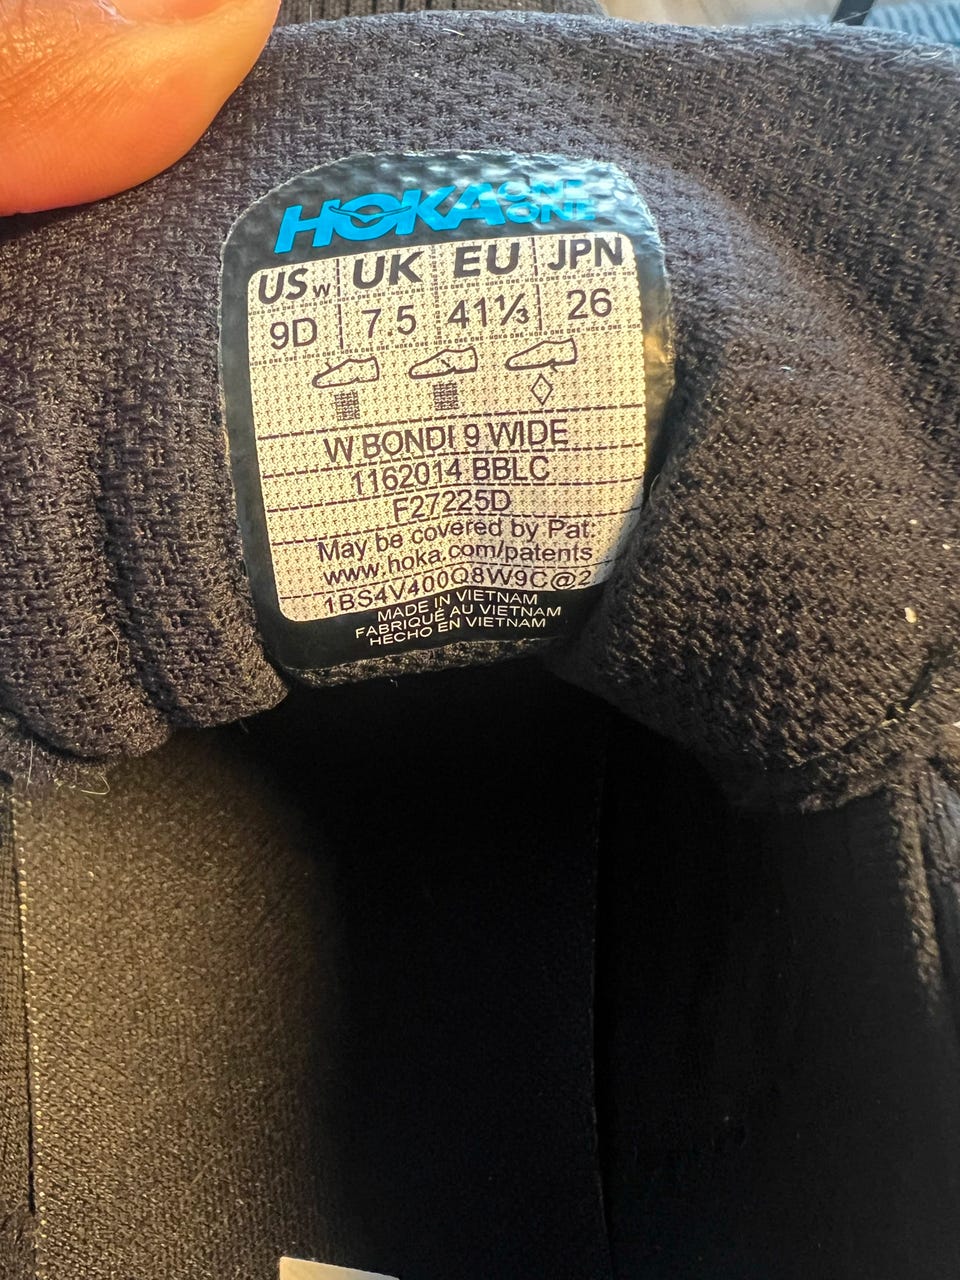 HOKA ONE ONE
USw UK EU JPN
9D 7.5 41⅓ 26
W BONDI 9 WIDE
1162014 BBLC
F27225D
May be covered by Pat:
www.hoka.com/patents
1BS4V400Q8W9C@2
MADE IN VIETNAM
FABRIQUÉ AU VIETNAM
HECHO EN VIETNAM